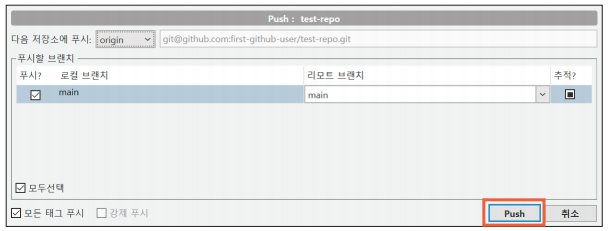 Push : test-repo
다음 저장소에 푸시: origin git@github.com:first-github-user/test-repo.git
푸시할 브랜치
푸시? 로컬 브랜치 리모트 브랜치 추적?
main main
모두선택
모든 태그 푸시 강제 푸시 Push 취소